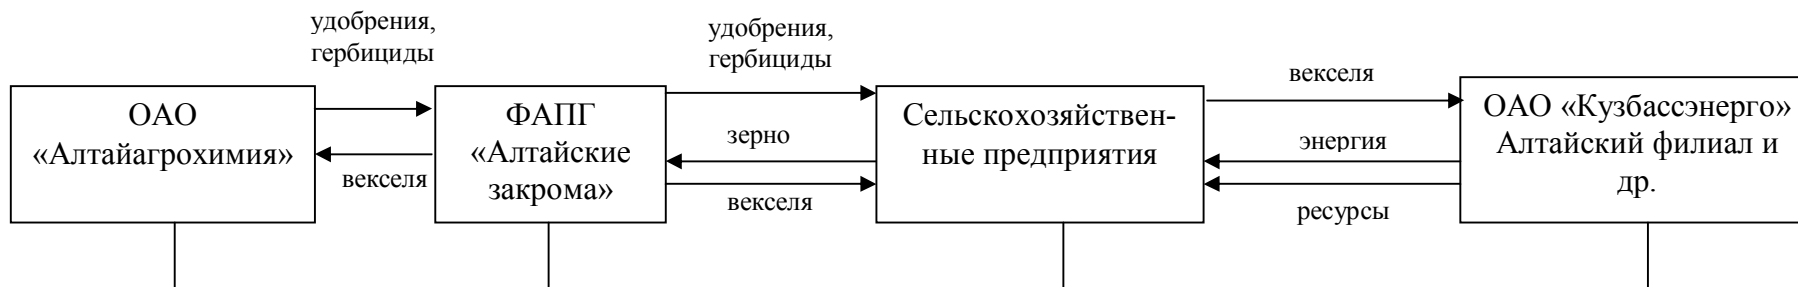 удобрения,
гербициды
удобрения,
гербициды
ОАО
«Алтайагрохимия»
векселя
ФАПГ
«Алтайские
закрома»
зерно
векселя
Сельскохозяйствен-
ные предприятия
векселя
энергия
ресурсы
ОАО «Кузбассэнерго»
Алтайский филиал и
др.